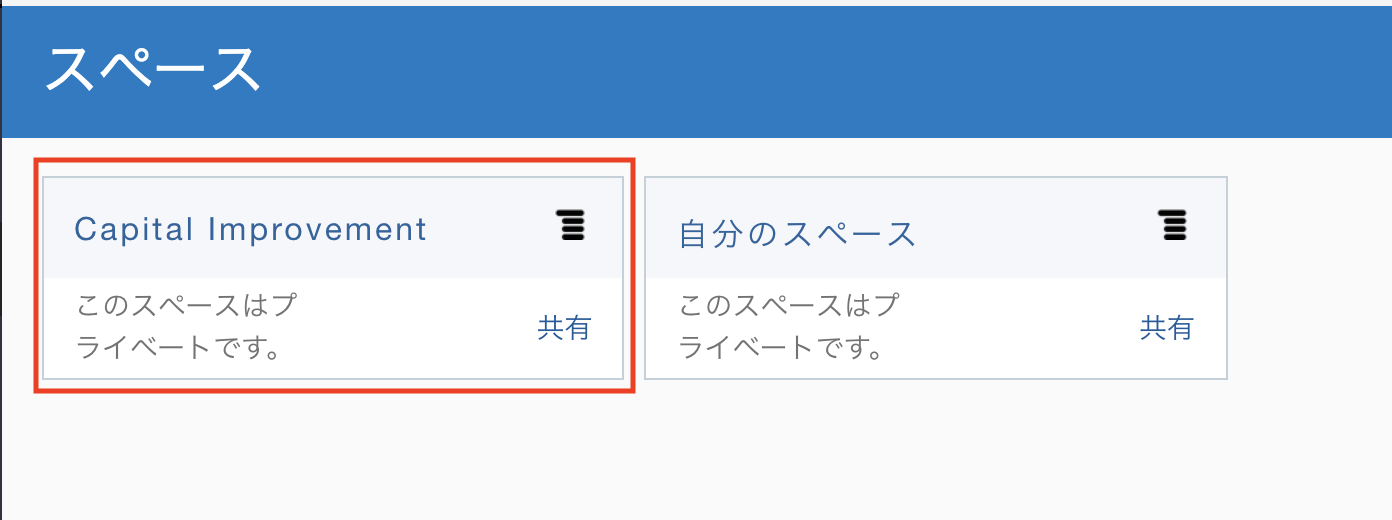 スペース
Capital Improvement
このスペースはプ
ライベートです。
共有
自分のスペース
このスペースはプ
ライベートです。
共有